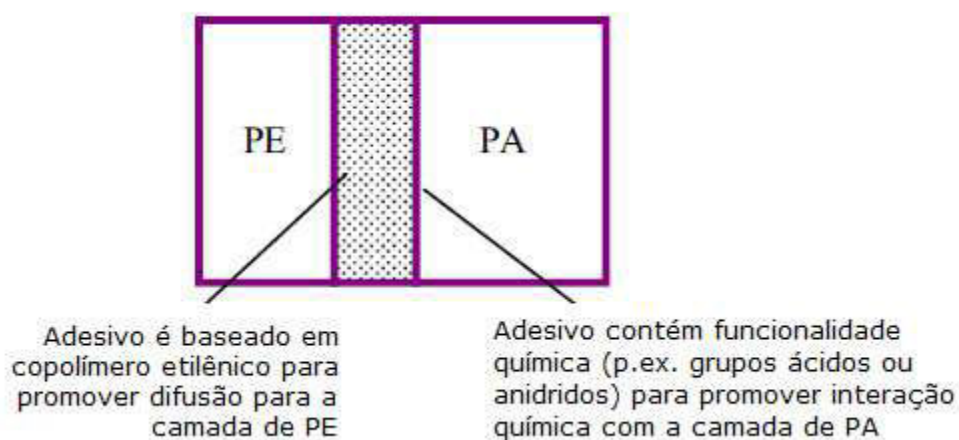 PE
PA
Adesivo é baseado em
copolímero etilênico para
promover difusão para a
camada de PE
Adesivo contém funcionalidade
química (p.ex. grupos ácidos ou
anidridos) para promover interação
química com a camada de PA